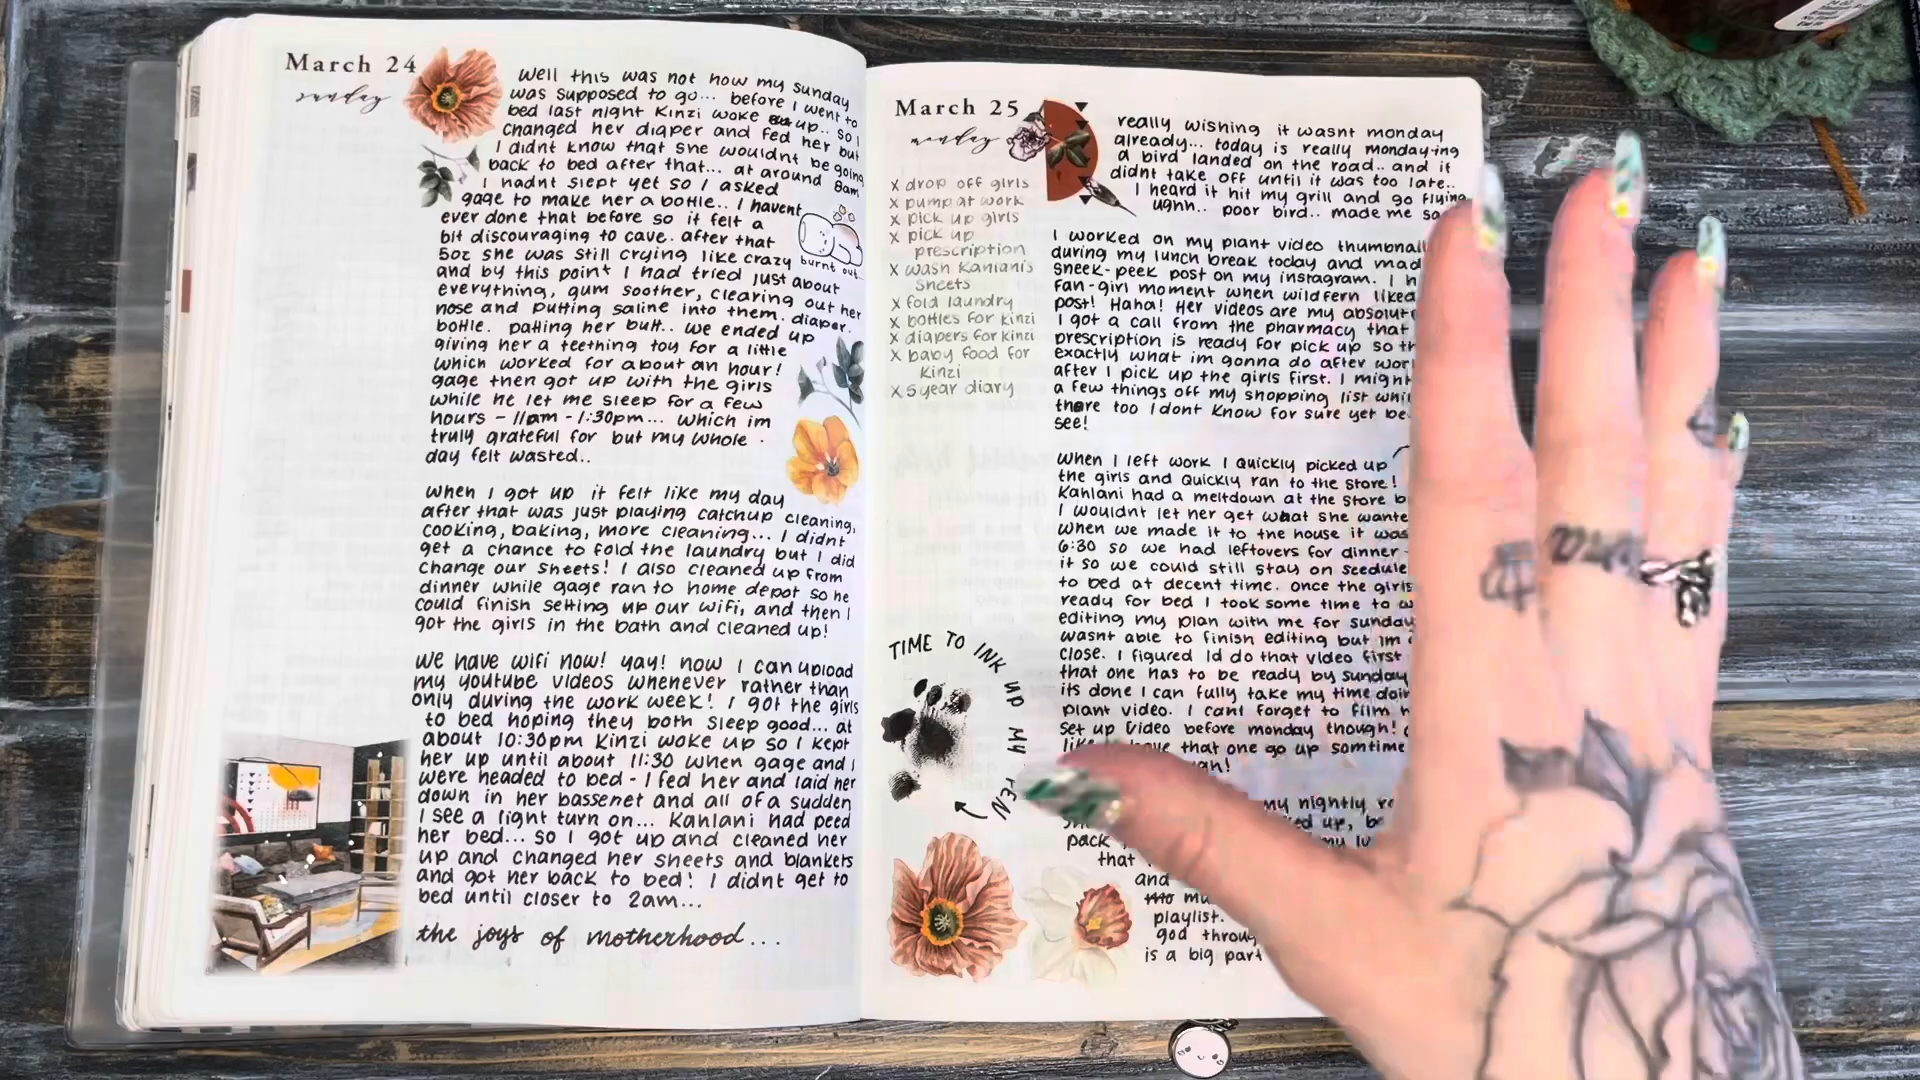 March 24
sunday
well this was not how my sunday
was supposed to go... before I went to
bed last night Kinzi woke up.. so I
changed her diaper and fed her but
I didnt know that she wouldnt be going
back to bed after that... at around 8am
I hadnt slept yet so I asked
gage to make her a bottle.. I havent
ever done that before so it felt a
bit discouraging to cave. after that
5oz she was still crying like crazy
and by this point I had tried just about
everything, gum soother, clearing out her
nose and putting saline into them. diaper.
bottle. patting her butt.. we ended up
giving her a teething toy for a little
which worked for about an hour!
gage then got up with the girls
while he let me sleep for a few
hours - 11am - 1:30pm... which im
truly grateful for but my whole
day felt wasted..
burnt out
when I got up it felt like my day
after that was just playing catchup cleaning,
cooking, baking, more cleaning... I didnt
get a chance to fold the laundry but I did
change our sheets! I also cleaned up from
dinner while gage ran to home depot so he
could finish setting up our wifi, and then I
got the girls in the bath and cleaned up!
we have wifi now! yay! now I can upload
my youtube videos whenever rather than
only during the work week! I got the girls
to bed hoping they both sleep good... at
about 10:30pm Kinzi woke up so I kept
her up until about 11:30 when gage and I
were headed to bed - I fed her and laid her
down in her bassenet and all of a sudden
I see a light turn on... Kahlani had peed
her bed... so I got up and cleaned her
up and changed her sheets and blankets
and got her back to bed! I didnt get to
bed until closer to 2am...
the joys of motherhood...
March 25
monday
X drop off girls
X pump at work
X pick up girls
X pick up
prescription
X wash Kahlani's
sheets
X fold laundry
X bottles for kinzi
X diapers for kinzi
X baby food for
kinzi
X 5 year diary
TIME TO INK UP MY PEN
really wishing it wasnt monday
already... today is really monday-ing
a bird landed on the road.. and it
didnt take off until it was too late..
I heard it hit my grill and go flying
ughh.. poor bird.. made me so
I worked on my plant video thumbnail
during my lunch break today and mad
sneek-peek post on my instagram. I h
fan-girl moment when wildfern liked
post! Haha! Her videos are my absolut
I got a call from the pharmacy that
prescription is ready for pick up so th
exactly what im gonna do after wor
after I pick up the girls first. I migh
a few things off my shopping list whil
there too I dont know for sure yet be
see!
when I left work I quickly picked up
the girls and quickly ran to the store!
Kahlani had a meltdown at the store b
I wouldnt let her get what she wante
when we made it to the house it was
6:30 so we had leftovers for dinner -
it so we could still stay on scedule
to bed at decent time. once the girls
ready for bed I took some time to w
editing my plan with me for sunday
wasnt able to finish editing but im
close. I figured Id do that video first
that one has to be ready by sunday
its done I can fully take my time doin
plant video. I cant forget to film
set up video before monday though!
that one go up somtime
my nightly
ed up, b
pack
that
and
into mu
playlist.
god throug
is a big part